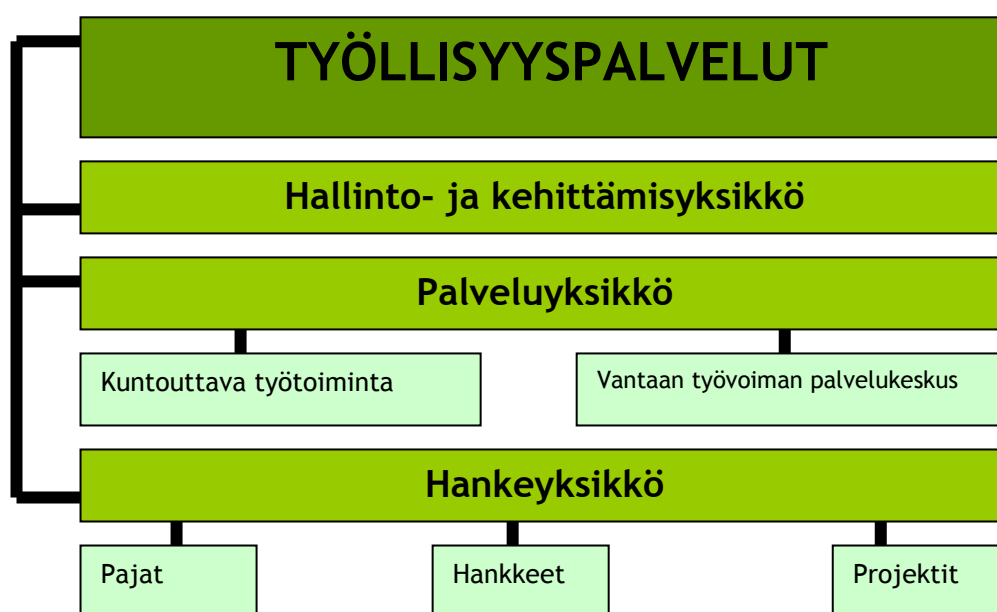 TYÖLLISYYSPALVELUT
Hallinto- ja kehittämisyksikkö
Palveluyksikkö
Kuntouttava työtoiminta
Vantaan työvoiman palvelukeskus
Hankeyksikkö
Pajat
Hankkeet
Projektit